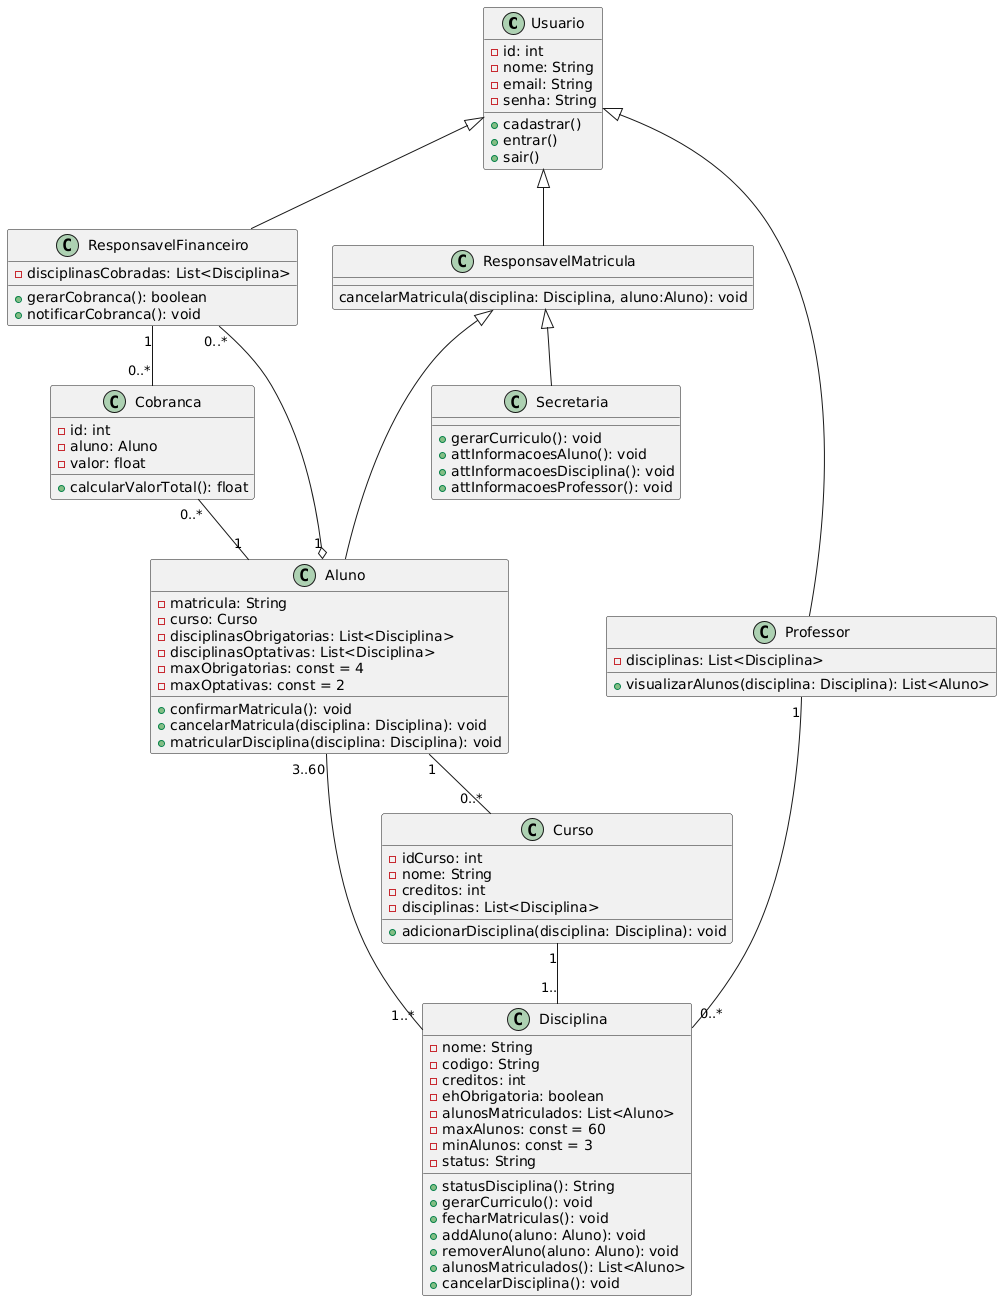 C Usuario
id: int
nome: String
email: String
senha: String
cadastrar()
entrar()
sair()
C ResponsavelFinanceiro
disciplinasCobradas: List<Disciplina>
gerarCobranca(): boolean
notificarCobranca(): void
C ResponsavelMatricula
cancelarMatricula(disciplina: Disciplina, aluno:Aluno): void
1
0..*
0..*
C Cobranca
id: int
aluno: Aluno
valor: float
calcularValorTotal(): float
C Secretaria
gerarCurriculo(): void
attInformacoesAluno(): void
attInformacoesDisciplina(): void
attInformacoesProfessor(): void
0..*
1
1
C Aluno
matricula: String
curso: Curso
disciplinasObrigatorias: List<Disciplina>
disciplinasOptativas: List<Disciplina>
maxObrigatorias: const = 4
maxOptativas: const = 2
confirmarMatricula(): void
cancelarMatricula(disciplina: Disciplina): void
matricularDisciplina(disciplina: Disciplina): void
C Professor
disciplinas: List<Disciplina>
visualizarAlunos(disciplina: Disciplina): List<Aluno>
1
3..60
1
0..*
C Curso
idCurso: int
nome: String
creditos: int
disciplinas: List<Disciplina>
adicionarDisciplina(disciplina: Disciplina): void
1
1..
1..*
0..*
C Disciplina
nome: String
codigo: String
creditos: int
ehObrigatoria: boolean
alunosMatriculados: List<Aluno>
maxAlunos: const = 60
minAlunos: const = 3
status: String
statusDisciplina(): String
gerarCurriculo(): void
fecharMatriculas(): void
addAluno(aluno: Aluno): void
removerAluno(aluno: Aluno): void
alunosMatriculados(): List<Aluno>
cancelarDisciplina(): void